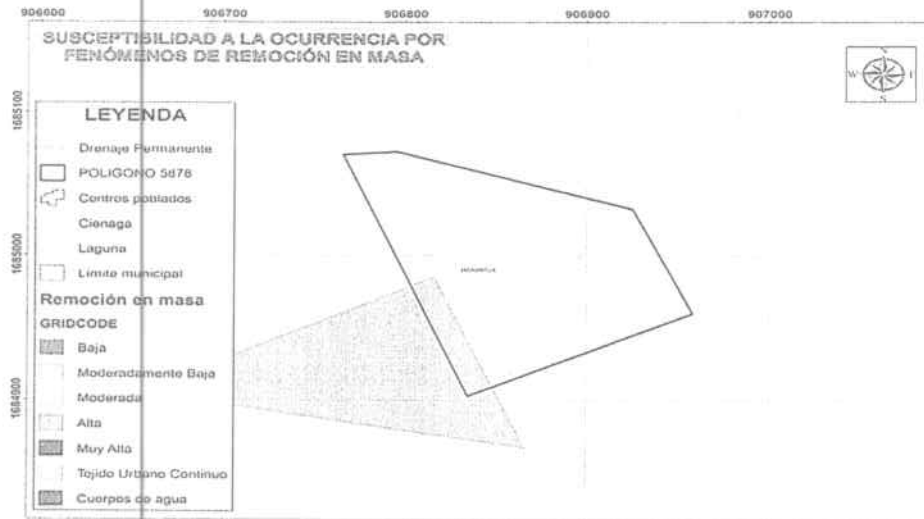 906600 906700 906800 906900 907000
SUSCEPTIBILIDAD A LA OCURRENCIA POR
FENÓMENOS DE REMOCIÓN EN MASA
N
W
S
1685100
1685000
1684900
LEYENDA
Drenaje Permanente
POLIGONO 5878
Centros poblados
Cienaga
Laguna
Limite municipal
Remoción en masa
GRIDCODE
Baja
Moderadamente Baja
Moderada
Alta
Muy Alta
Tejido Urbano Continuo
Cuerpos de agua